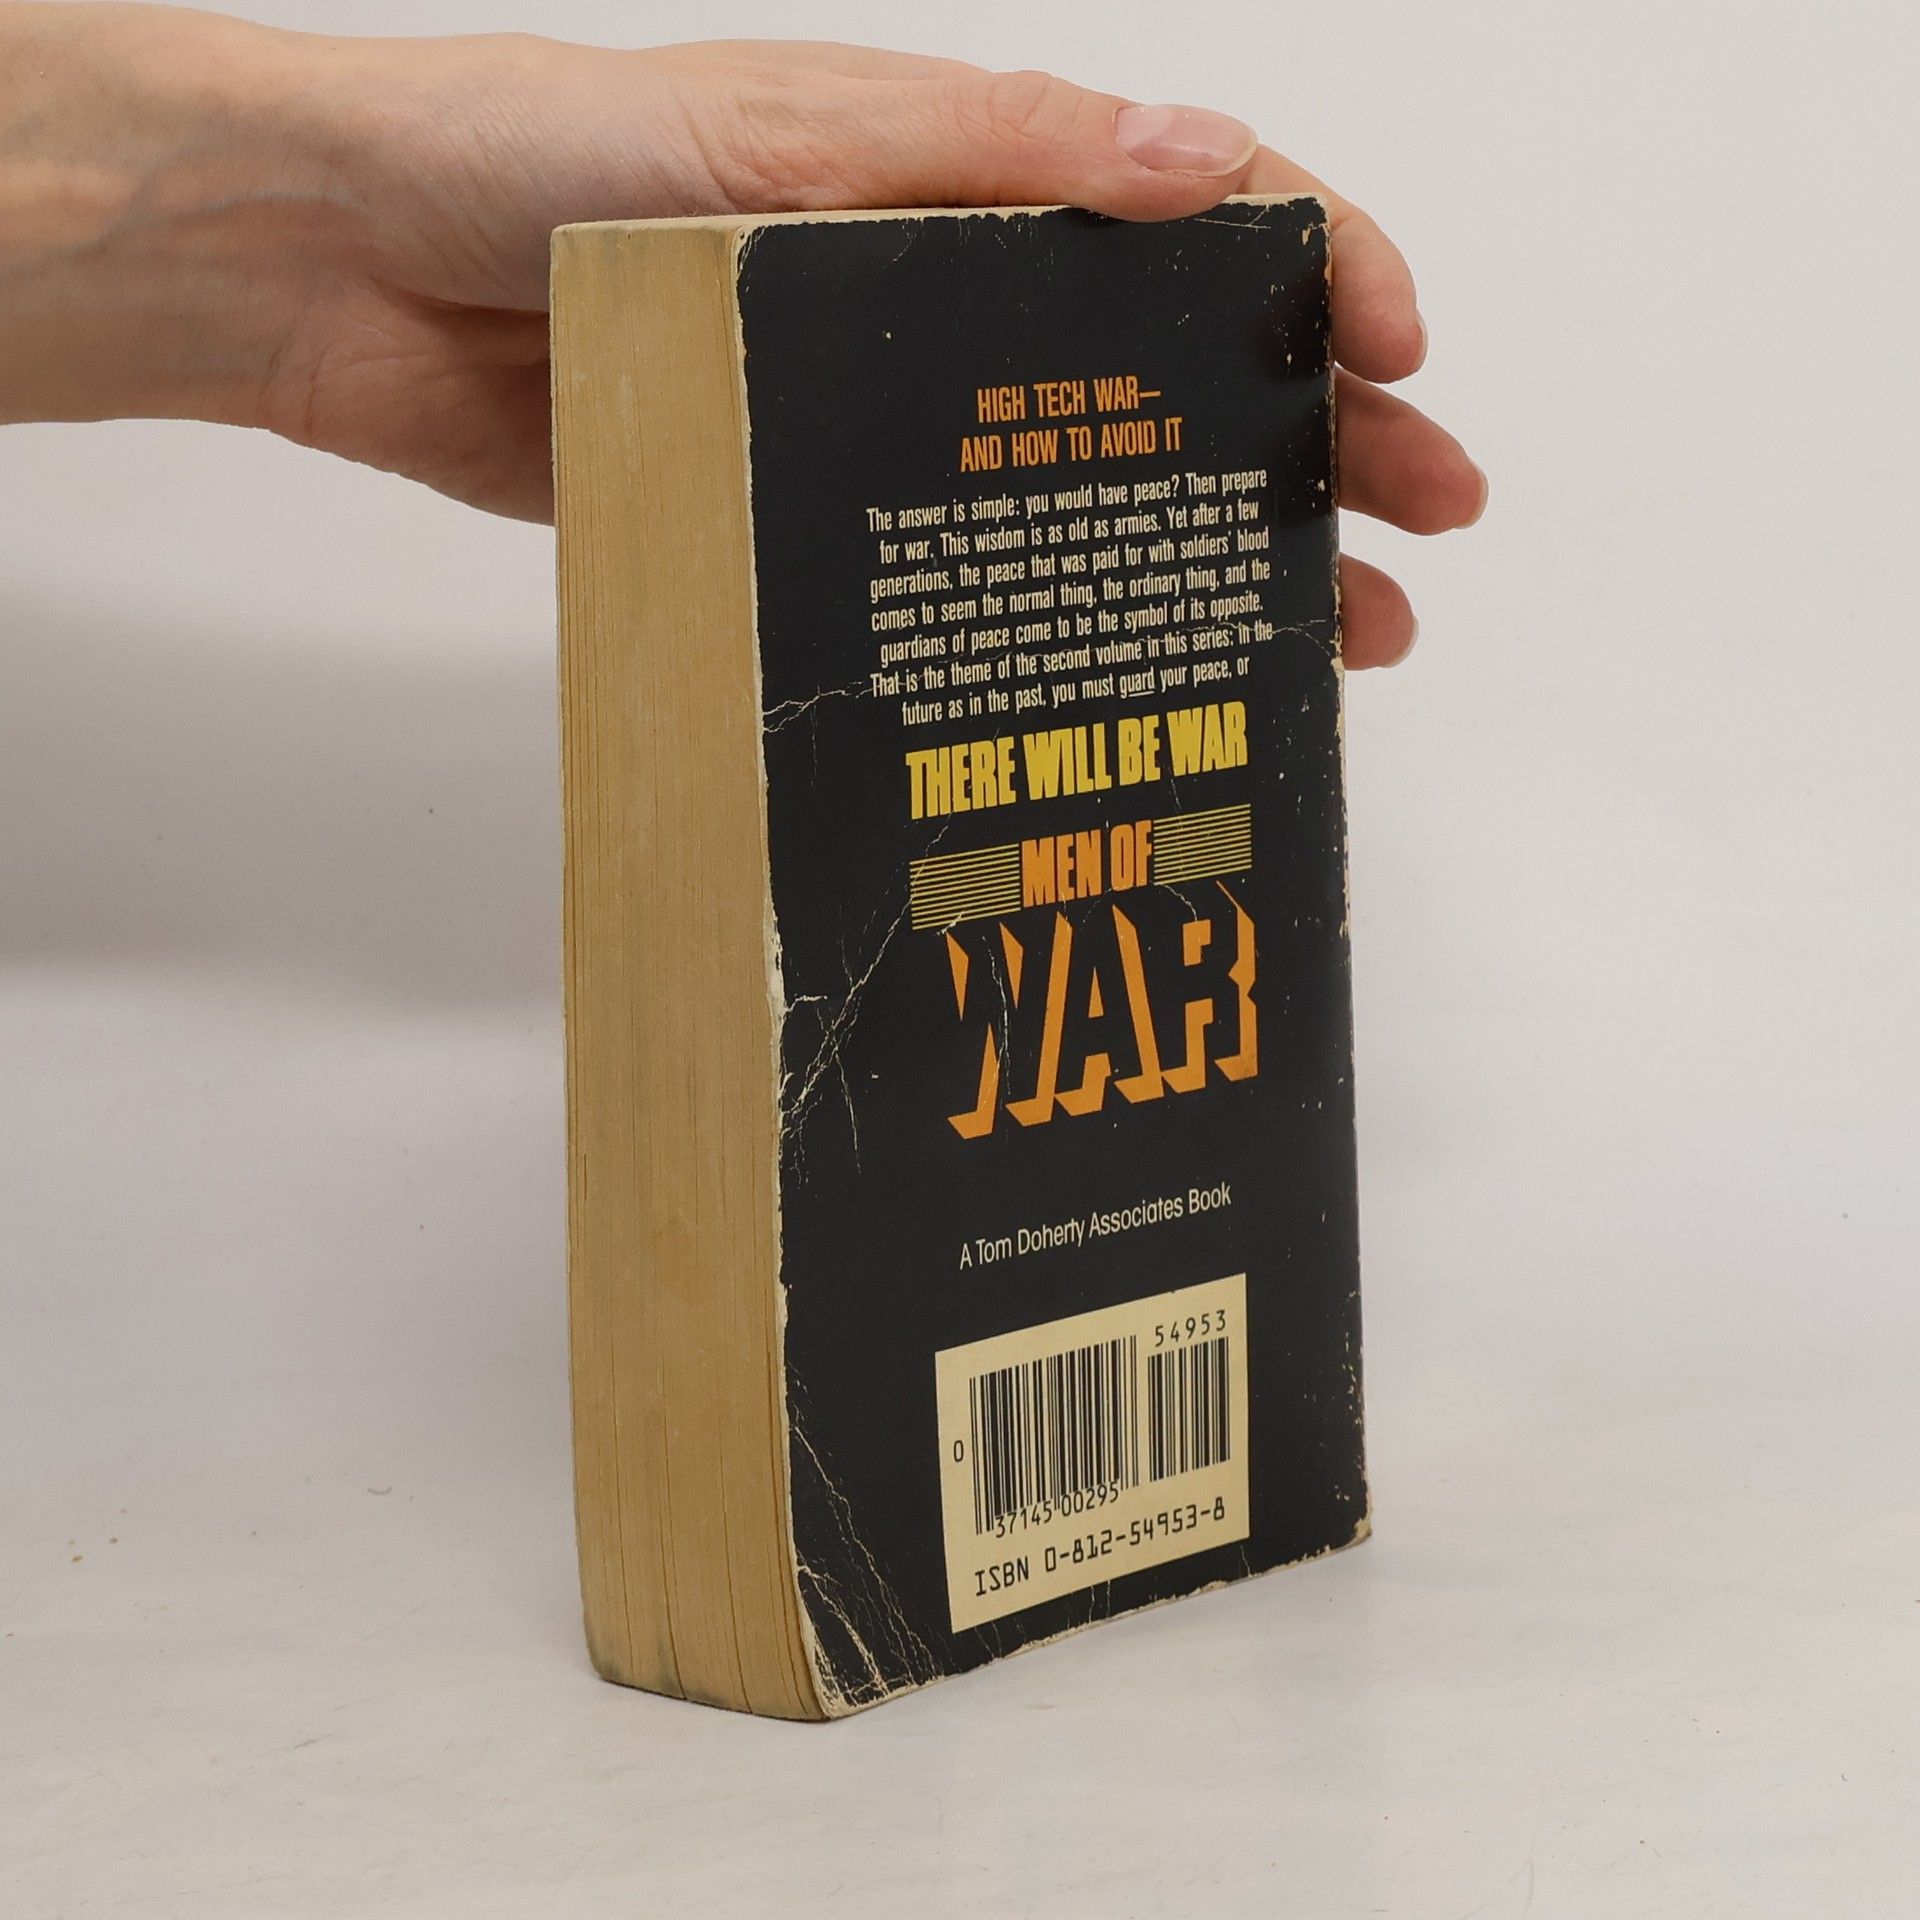 HIGH TECH WAR—
AND HOW TO AVOID IT
The answer is simple: you would have peace? Then prepare
for war. This wisdom is as old as armies. Yet after a few
generations, the peace that was paid for with soldiers' blood
comes to seem the normal thing, the ordinary thing, and the
guardians of peace come to be the symbol of its opposite.
That is the theme of the second volume in this series: in the
future as in the past, you must guard your peace, or
THERE WILL BE WAR
MEN OF
WAR
A Tom Doherty Associates Book
54953
0
37145 00295
ISBN 0-812-54953-8